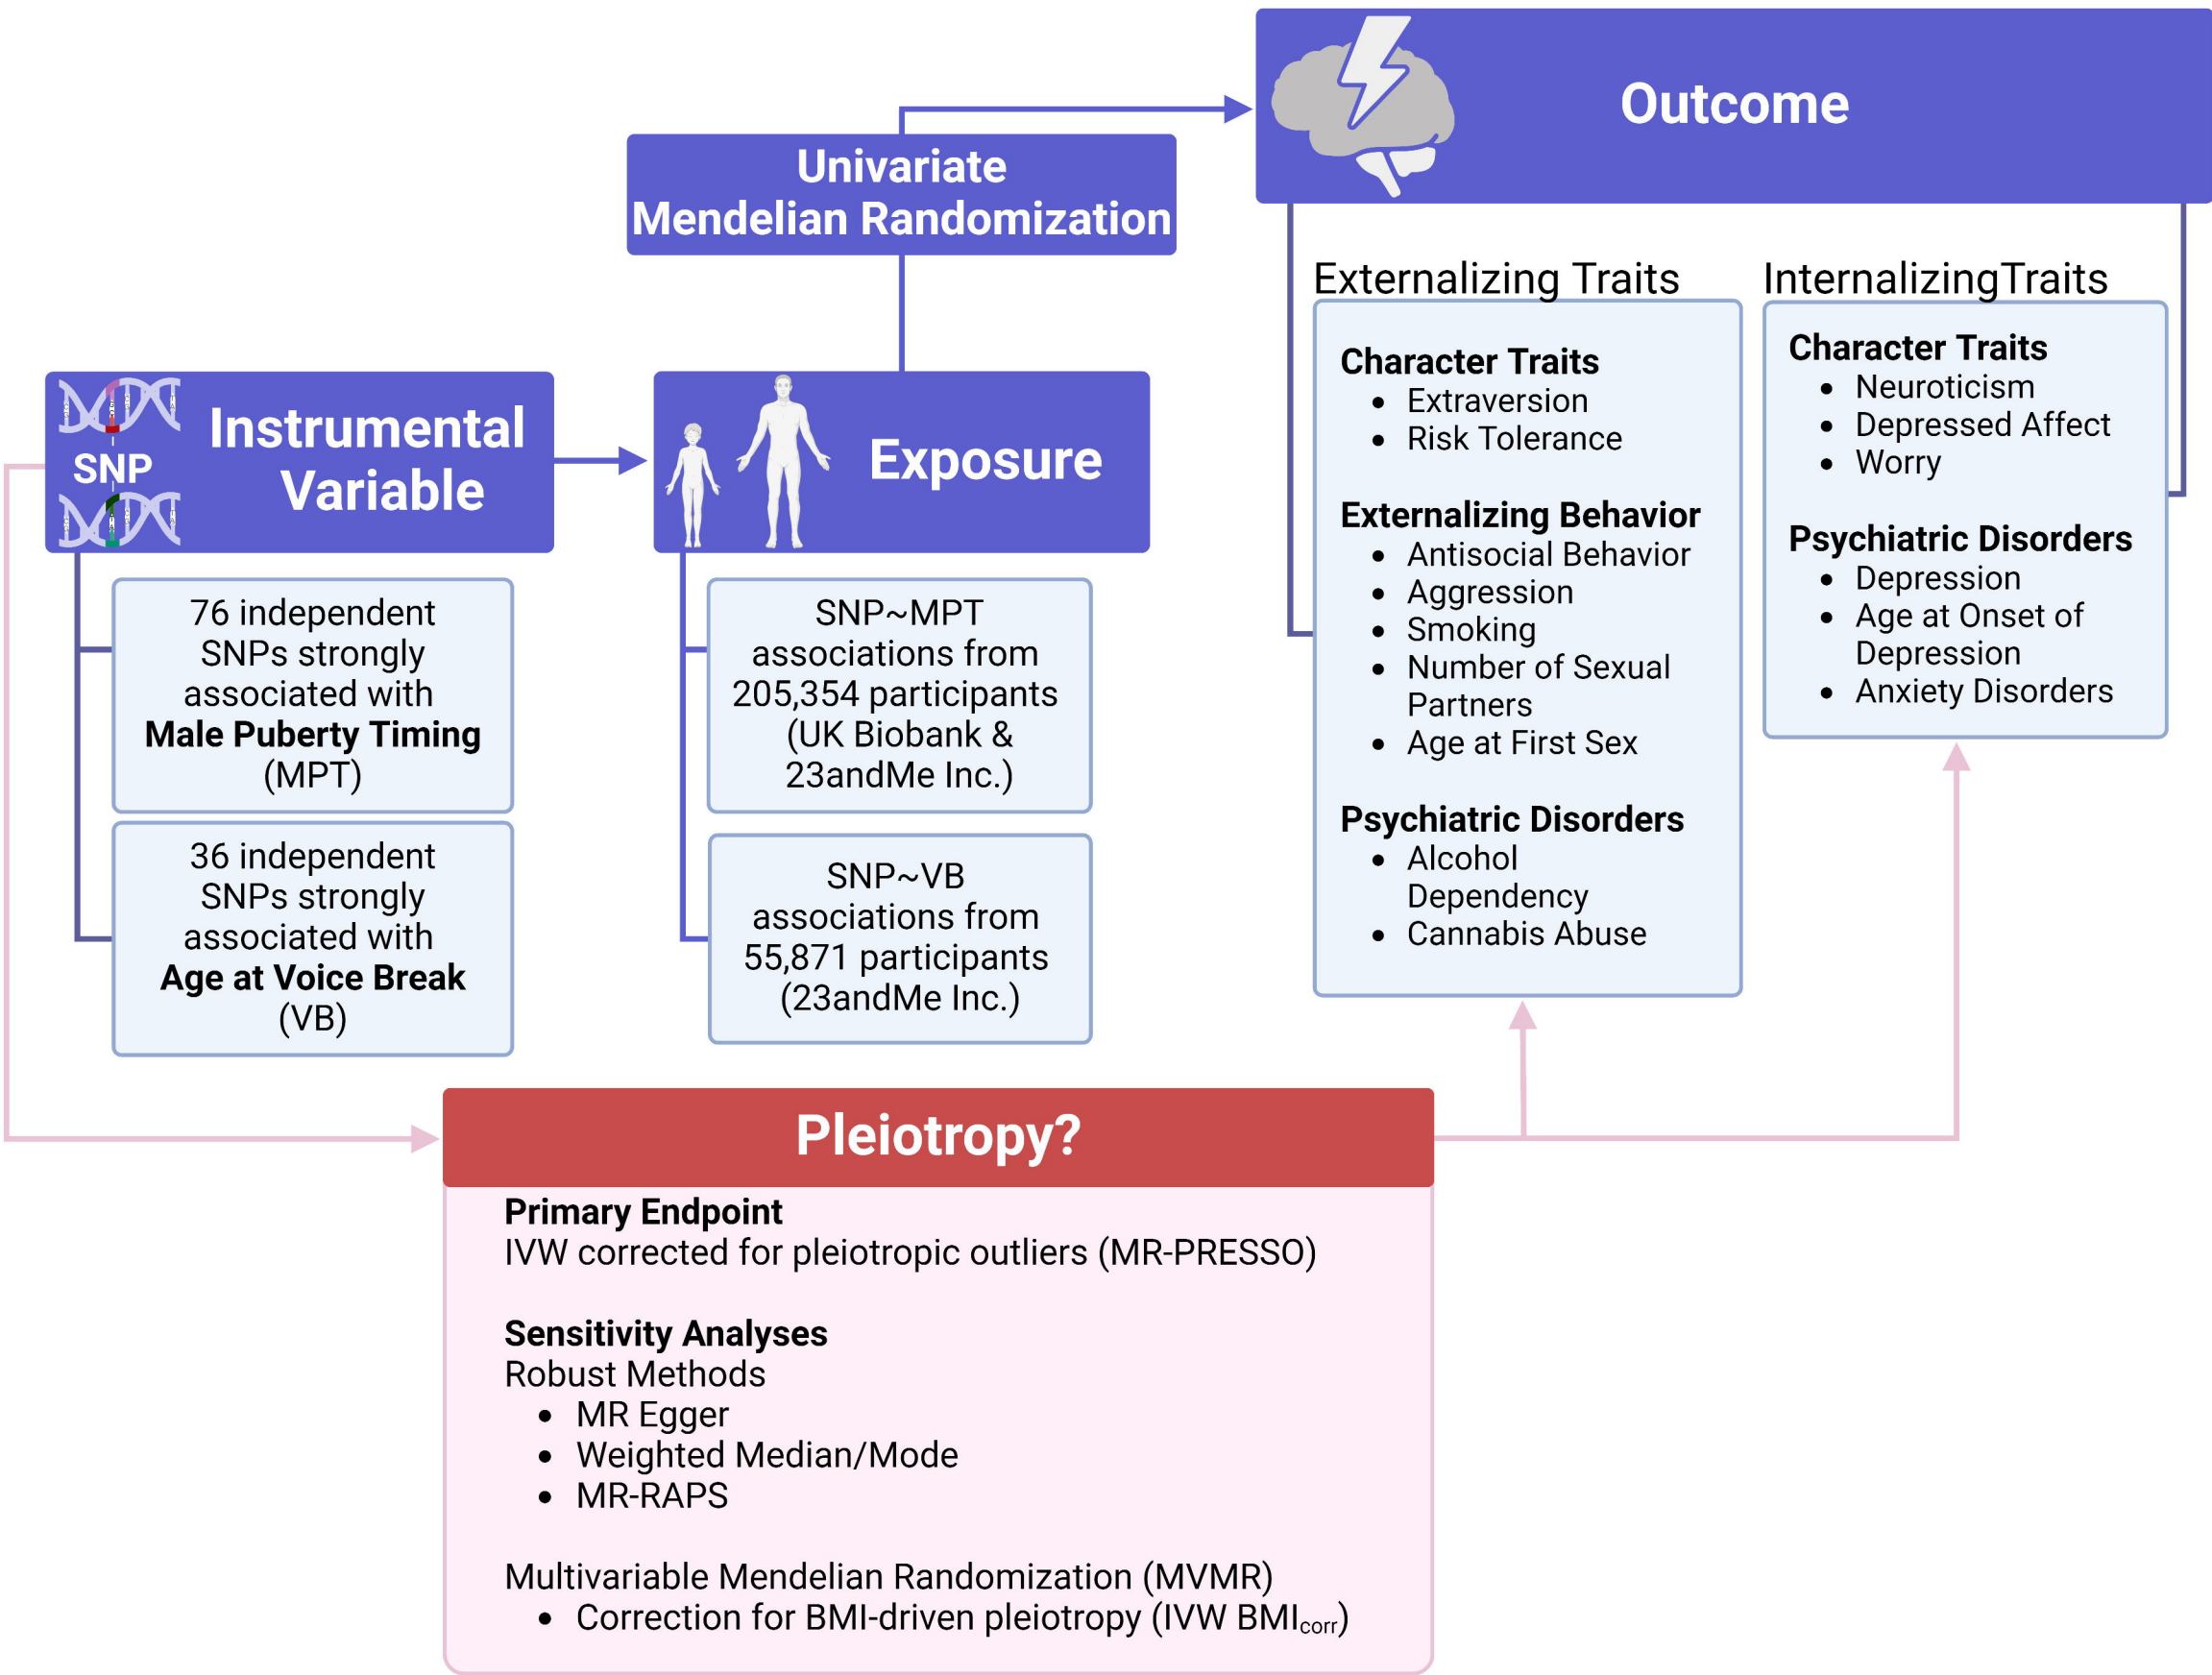 Outcome
Univariate
Mendelian Randomization
Externalizing Traits
Character Traits
• Extraversion
• Risk Tolerance
Externalizing Behavior
• Antisocial Behavior
• Aggression
• Smoking
• Number of Sexual
Partners
• Age at First Sex
Psychiatric Disorders
• Alcohol
Dependency
• Cannabis Abuse
InternalizingTraits
Character Traits
• Neuroticism
• Depressed Affect
• Worry
Psychiatric Disorders
• Depression
• Age at Onset of
Depression
• Anxiety Disorders
SNP
Instrumental
Variable
76 independent
SNPs strongly
associated with
Male Puberty Timing
(MPT)
36 independent
SNPs strongly
associated with
Age at Voice Break
(VB)
Exposure
SNP~MPT
associations from
205,354 participants
(UK Biobank &
23andMe Inc.)
SNP~VB
associations from
55,871 participants
(23andMe Inc.)
Pleiotropy?
Primary Endpoint
IVW corrected for pleiotropic outliers (MR-PRESSO)
Sensitivity Analyses
Robust Methods
• MR Egger
• Weighted Median/Mode
• MR-RAPS
Multivariable Mendelian Randomization (MVMR)
• Correction for BMI-driven pleiotropy (IVW BMIcorr)